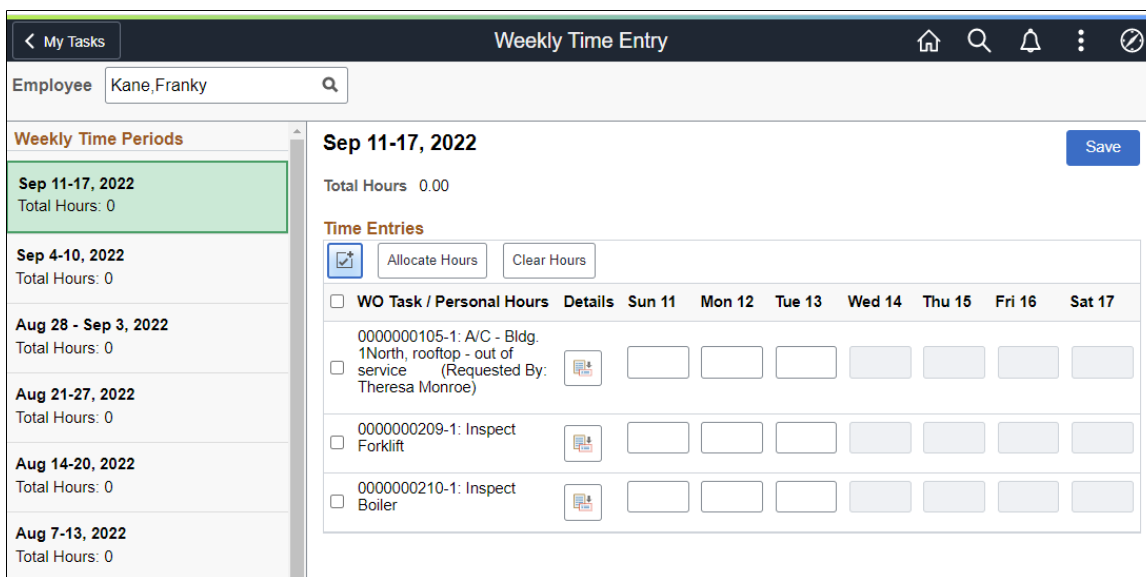 My Tasks
Weekly Time Entry
Employee Kane,Franky
Weekly Time Periods
Sep 11-17, 2022
Total Hours: 0
Sep 4-10, 2022
Total Hours: 0
Aug 28 - Sep 3, 2022
Total Hours: 0
Aug 21-27, 2022
Total Hours: 0
Aug 14-20, 2022
Total Hours: 0
Aug 7-13, 2022
Total Hours: 0
Sep 11-17, 2022
Save
Total Hours 0.00
Time Entries
Allocate Hours Clear Hours
WO Task / Personal Hours Details Sun 11 Mon 12 Tue 13 Wed 14 Thu 15 Fri 16 Sat 17
0000000105-1: A/C - Bldg.
1North, rooftop - out of
service (Requested By:
Theresa Monroe)
0000000209-1: Inspect
Forklift
0000000210-1: Inspect
Boiler